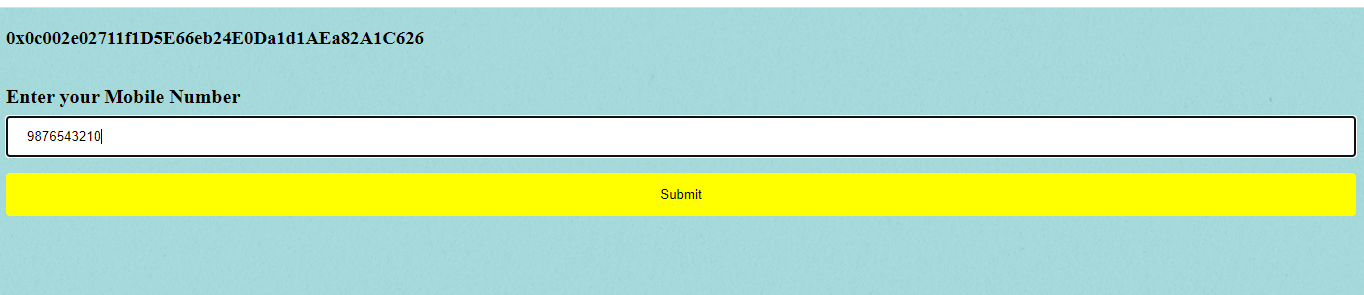 0x0c002e02711f1D5E66eb24E0Da1d1AEa82A1C626
Enter your Mobile Number
9876543210
Submit